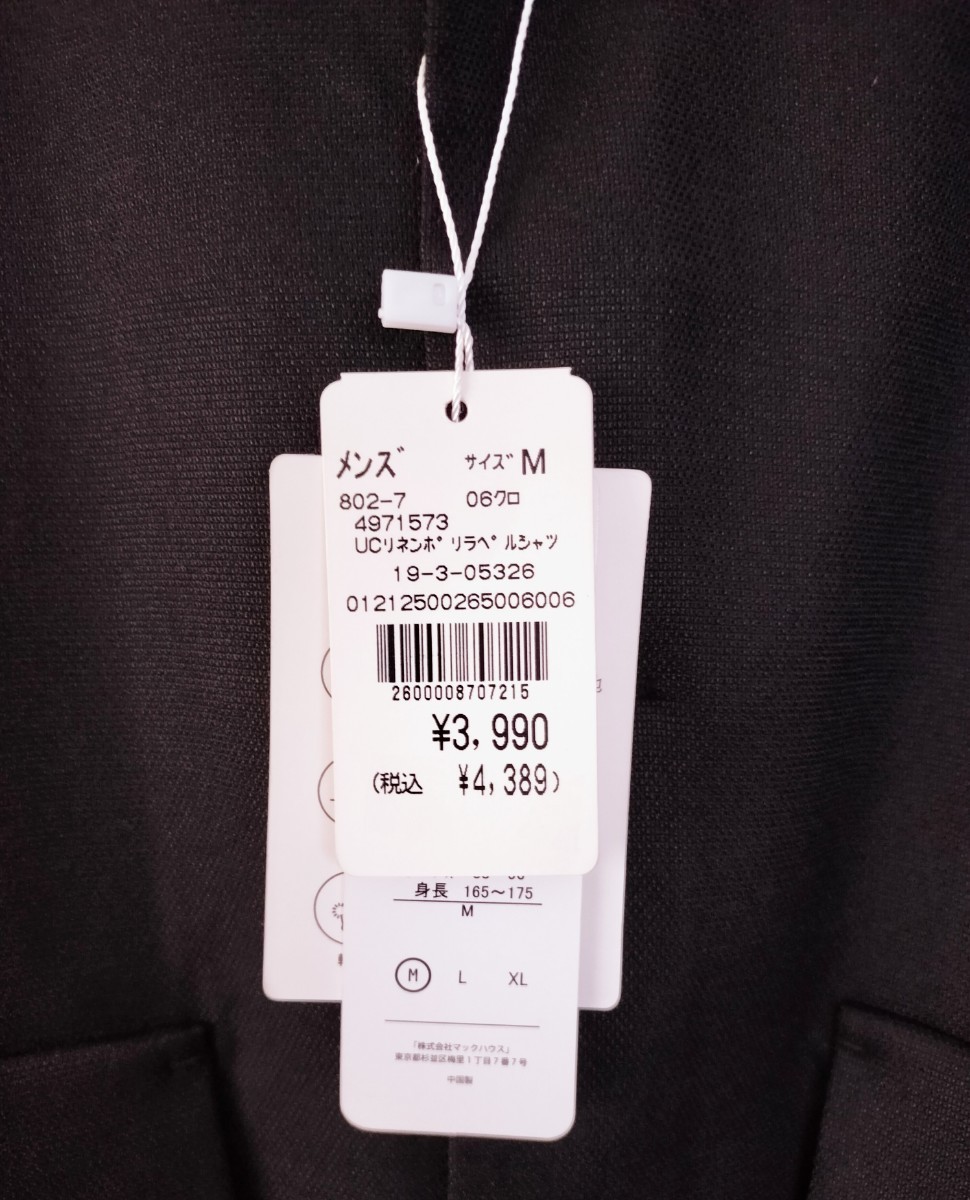 メンズ サイズ M
802-7 06クロ
4971573
UCリネンポリラペルシャツ
19-3-05326
01212500265006006
2600008707215
¥3,990
(税込 ¥4,389)
身長 165～175
M
M L XL
「株式会社マックハウス」
東京都杉並区梅里1丁目7番7号
中国製